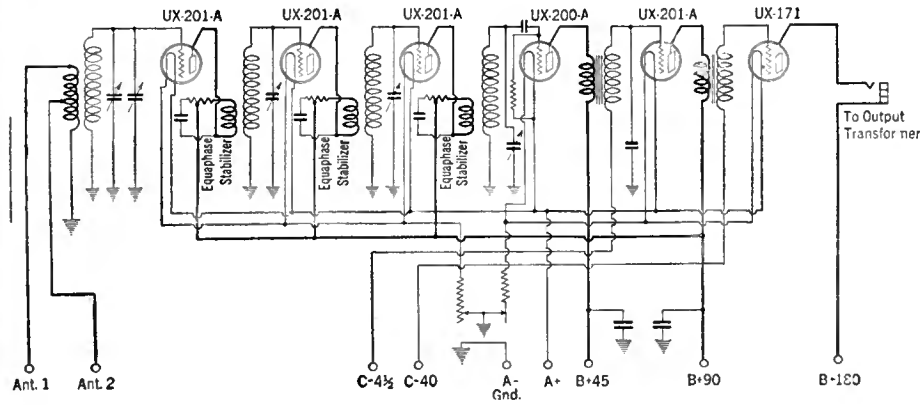 UX-201-A UX-201-A UX-201-A UX-200-A UX-201-A UX-171
Equaphase
Stabilizer
Equaphase
Stabilizer
Equaphase
Stabilizer
To Output
Transformer
Ant. 1 Ant. 2 C-4½ C-40 A-
Gnd. A+ B+45 B+90 B+180